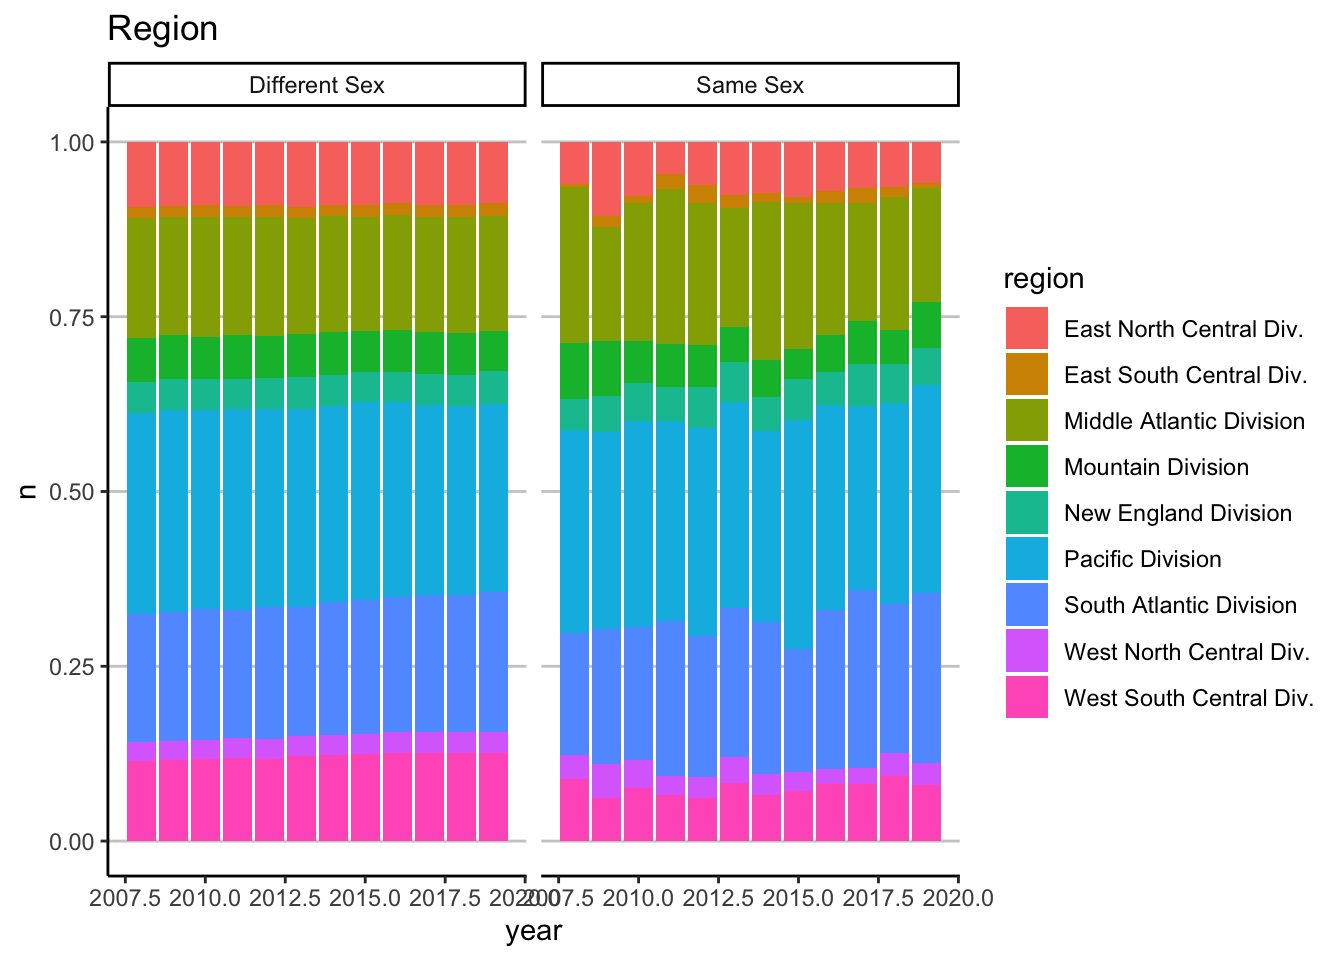 Region
Different Sex
Same Sex
n
1.00
0.75
0.50
0.25
0.00
2007.5 2010.0 2012.5 2015.0 2017.5 2020.0
2007.5 2010.0 2012.5 2015.0 2017.5 2020.0
year
region
East North Central Div.
East South Central Div.
Middle Atlantic Division
Mountain Division
New England Division
Pacific Division
South Atlantic Division
West North Central Div.
West South Central Div.